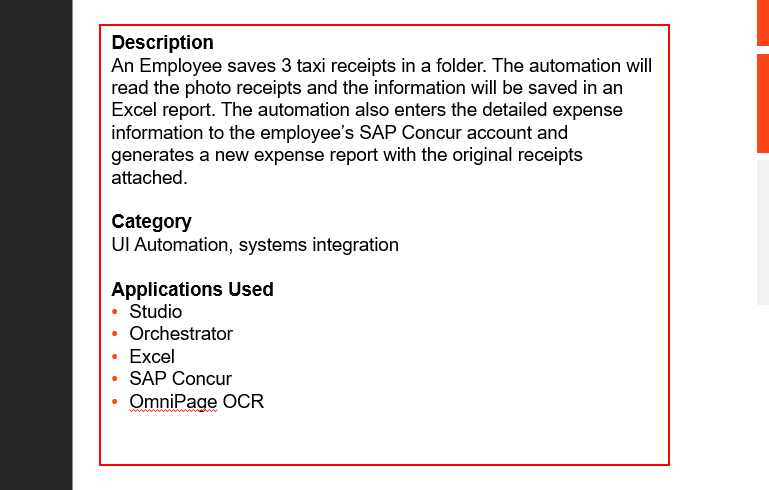 Description
An Employee saves 3 taxi receipts in a folder. The automation will
read the photo receipts and the information will be saved in an
Excel report. The automation also enters the detailed expense
information to the employee’s SAP Concur account and
generates a new expense report with the original receipts
attached.
Category
UI Automation, systems integration
Applications Used
• Studio
• Orchestrator
• Excel
• SAP Concur
• OmniPage OCR